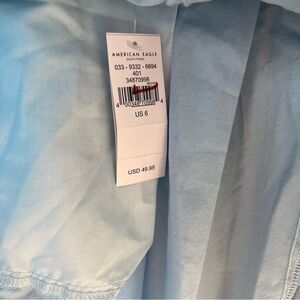 AMERICAN EAGLE
OUTFITTERS
033 - 9332 - 6694
401
34870998
US 6
USD 49.95